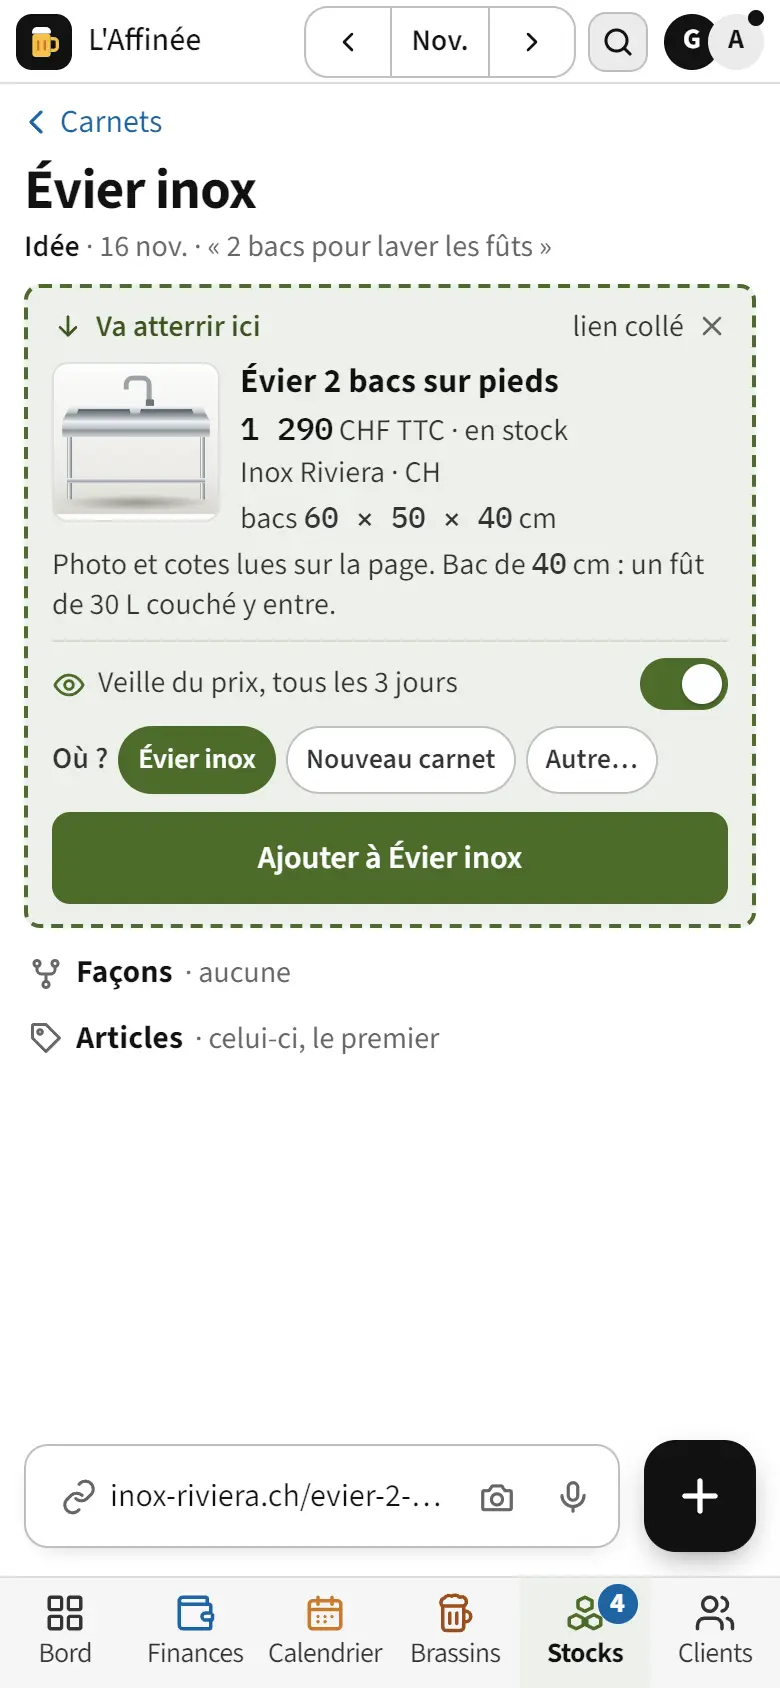 L'Affinée
Nov.
G
A
Carnets
Évier inox
Idée · 16 nov. · « 2 bacs pour laver les fûts »
Va atterrir ici
lien collé
Évier 2 bacs sur pieds
1 290 CHF TTC · en stock
Inox Riviera · CH
bacs 60 × 50 × 40 cm
Photo et cotes lues sur la page. Bac de 40 cm : un fût
de 30 L couché y entre.
Veille du prix, tous les 3 jours
Où ?
Évier inox
Nouveau carnet
Autre…
Ajouter à Évier inox
Façons · aucune
Articles · celui-ci, le premier
inox-riviera.ch/evier-2-…
4
Bord
Finances
Calendrier
Brassins
Stocks
Clients